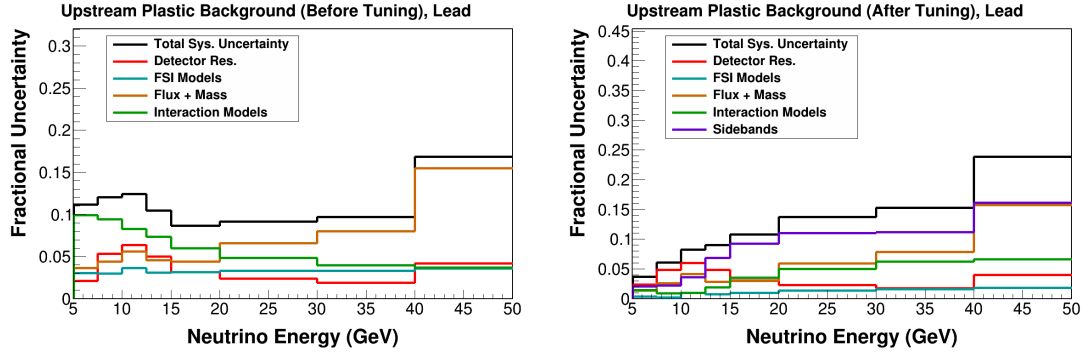 Upstream Plastic Background (Before Tuning), Lead
Fractional Uncertainty
0.3
0.25
0.2
0.15
0.1
0.05
0
Total Sys. Uncertainty
Detector Res.
FSI Models
Flux + Mass
Interaction Models
5 10 15 20 25 30 35 40 45 50
Neutrino Energy (GeV)
Upstream Plastic Background (After Tuning), Lead
Fractional Uncertainty
0.45
0.4
0.35
0.3
0.25
0.2
0.15
0.1
0.05
0
Total Sys. Uncertainty
Detector Res.
FSI Models
Flux + Mass
Interaction Models
Sidebands
5 10 15 20 25 30 35 40 45 50
Neutrino Energy (GeV)